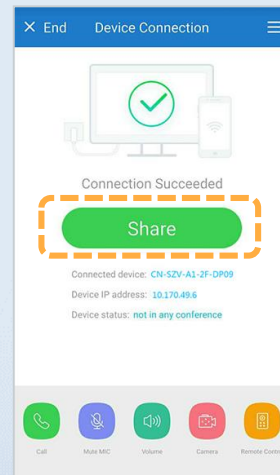 × End Device Connection
Connection Succeeded
Share
Connected device: CN-SZV-A1-2F-DP09
Device IP address: 10.170.49.6
Device status: not in any conference
Call Mute MIC Volume Camera Remote